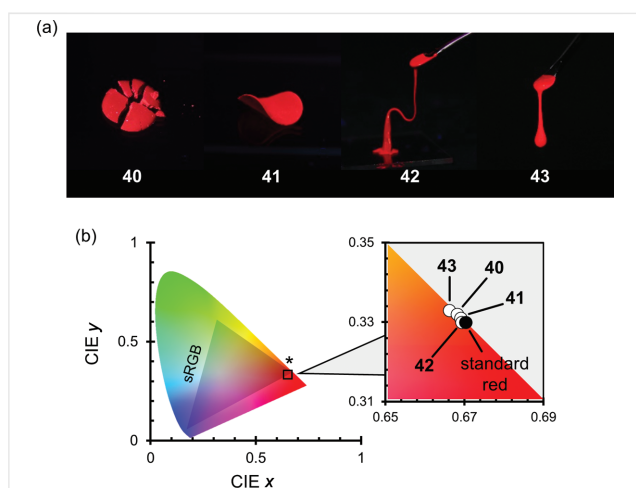 (a)
40 41 42 43
(b)
1
0.5
0
0 0.5 1
CIE y
CIE x
sRGB
*
0.35
0.33
0.31
0.65 0.67 0.69
43 40
41
42
standard
red